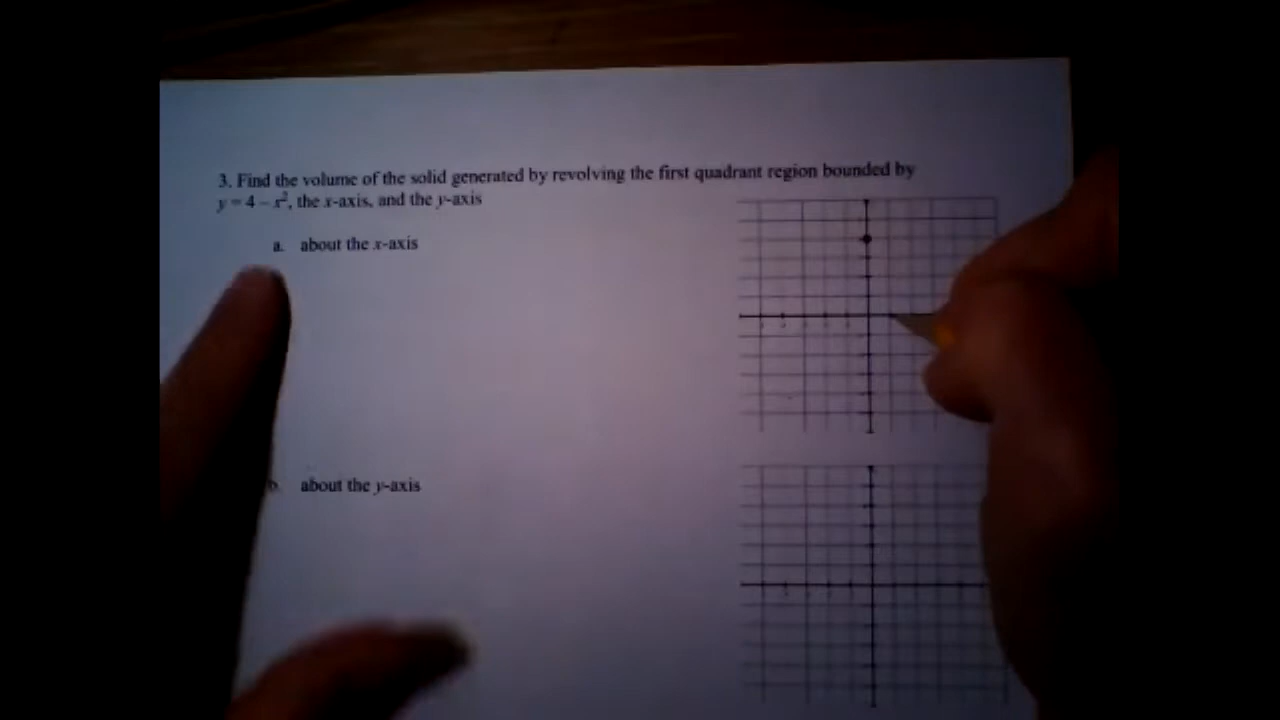 3. Find the volume of the solid generated by revolving the first quadrant region bounded by
y = 4 – x², the x-axis, and the y-axis
a. about the x-axis
b. about the y-axis